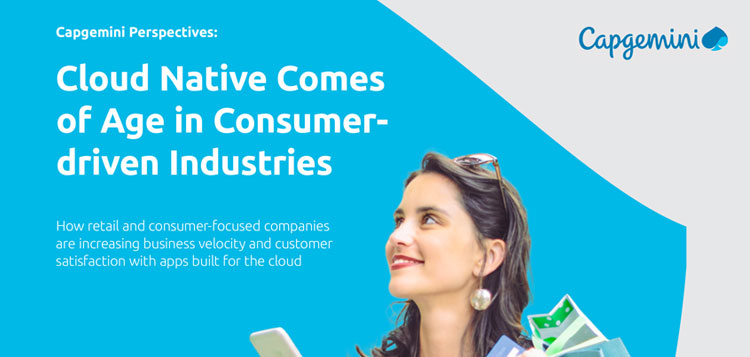 Capgemini Perspectives:
Capgemini
Cloud Native Comes
of Age in Consumer-
driven Industries
How retail and consumer-focused companies
are increasing business velocity and customer
satisfaction with apps built for the cloud